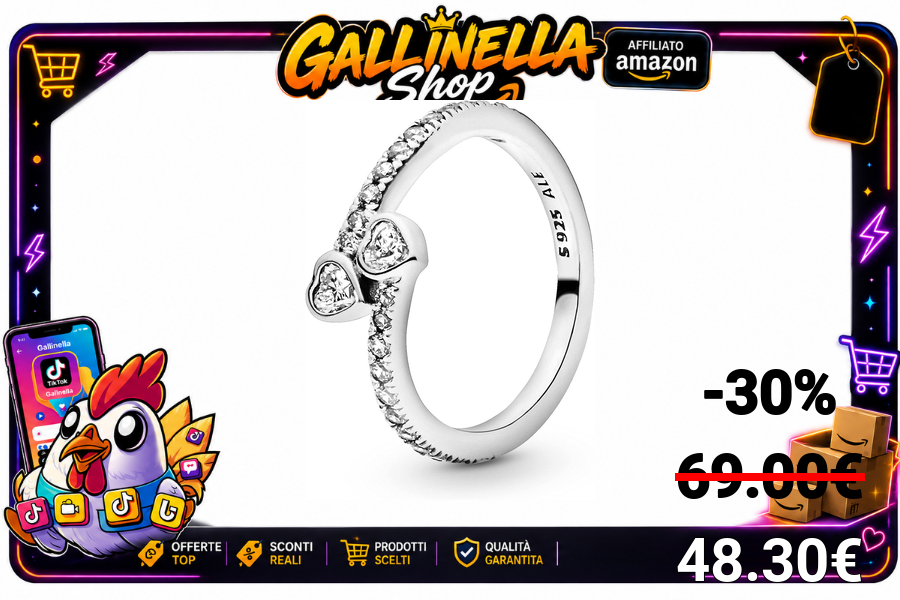 GALLINELLA
Shop
AFFILIATO
amazon
S 925 ALE
Gallinella
TikTok
Gallinella
-30%
69.00€
48.30€
OFFERTE
TOP
SCONTI
REALI
PRODOTTI
SCELTI
QUALITÀ
GARANTITA